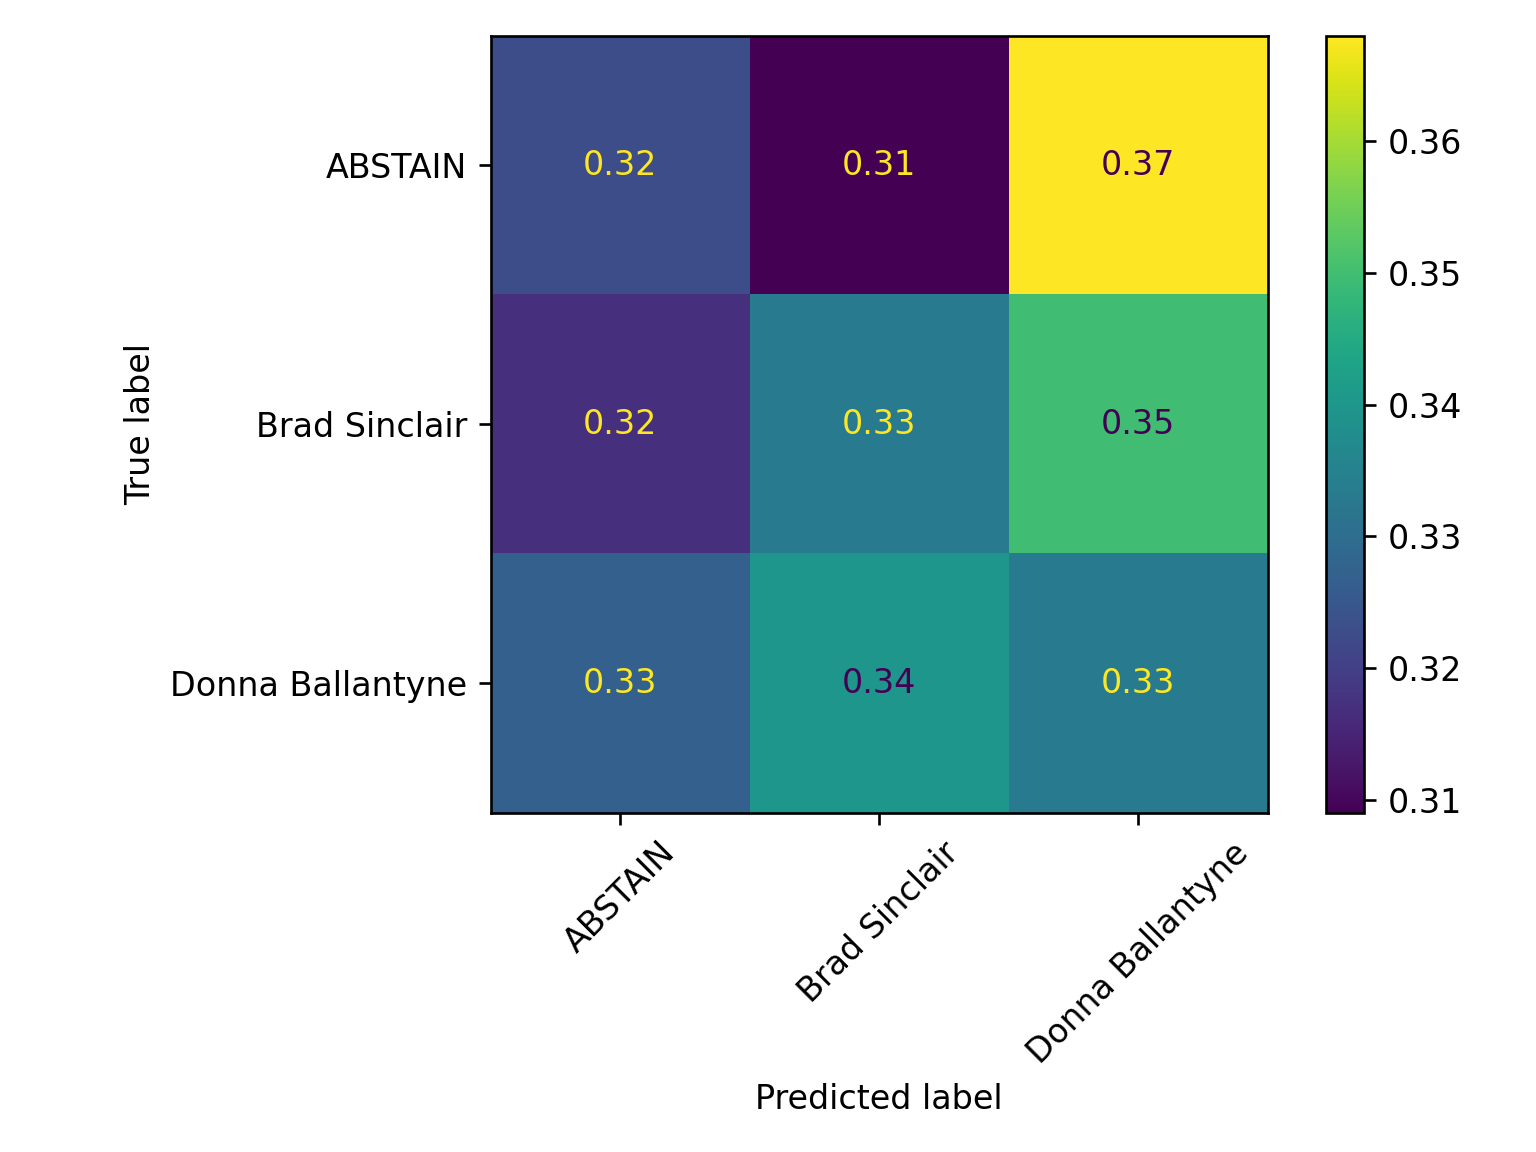 True label
ABSTAIN 0.32 0.31 0.37
Brad Sinclair 0.32 0.33 0.35
Donna Ballantyne 0.33 0.34 0.33
ABSTAIN
Brad Sinclair
Donna Ballantyne
Predicted label
0.36
0.35
0.34
0.33
0.32
0.31